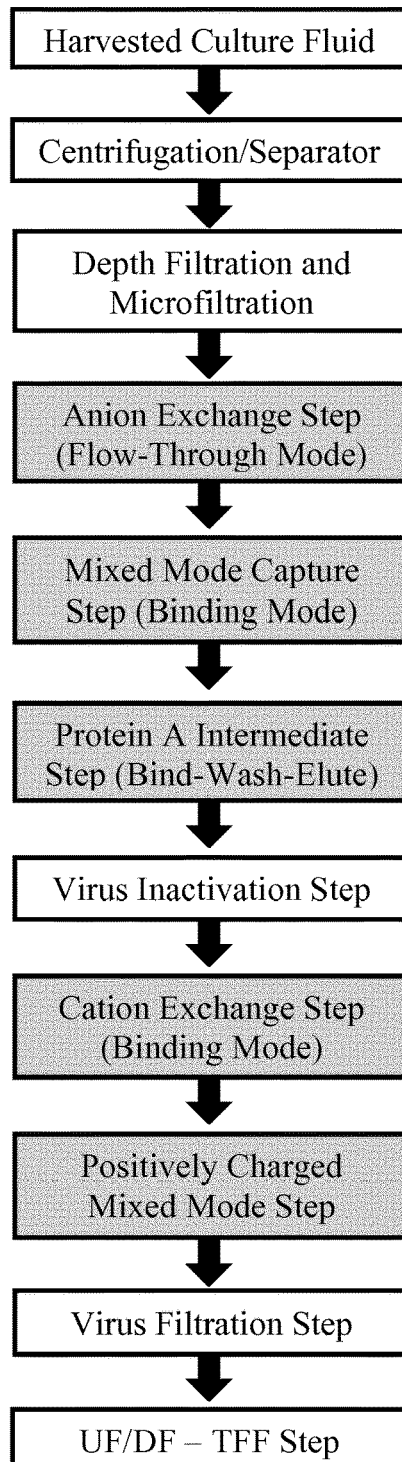 Harvested Culture Fluid
Centrifugation/Separator
Depth Filtration and
Microfiltration
Anion Exchange Step
(Flow-Through Mode)
Mixed Mode Capture
Step (Binding Mode)
Protein A Intermediate
Step (Bind-Wash-Elute)
Virus Inactivation Step
Cation Exchange Step
(Binding Mode)
Positively Charged
Mixed Mode Step
Virus Filtration Step
UF/DF – TFF Step